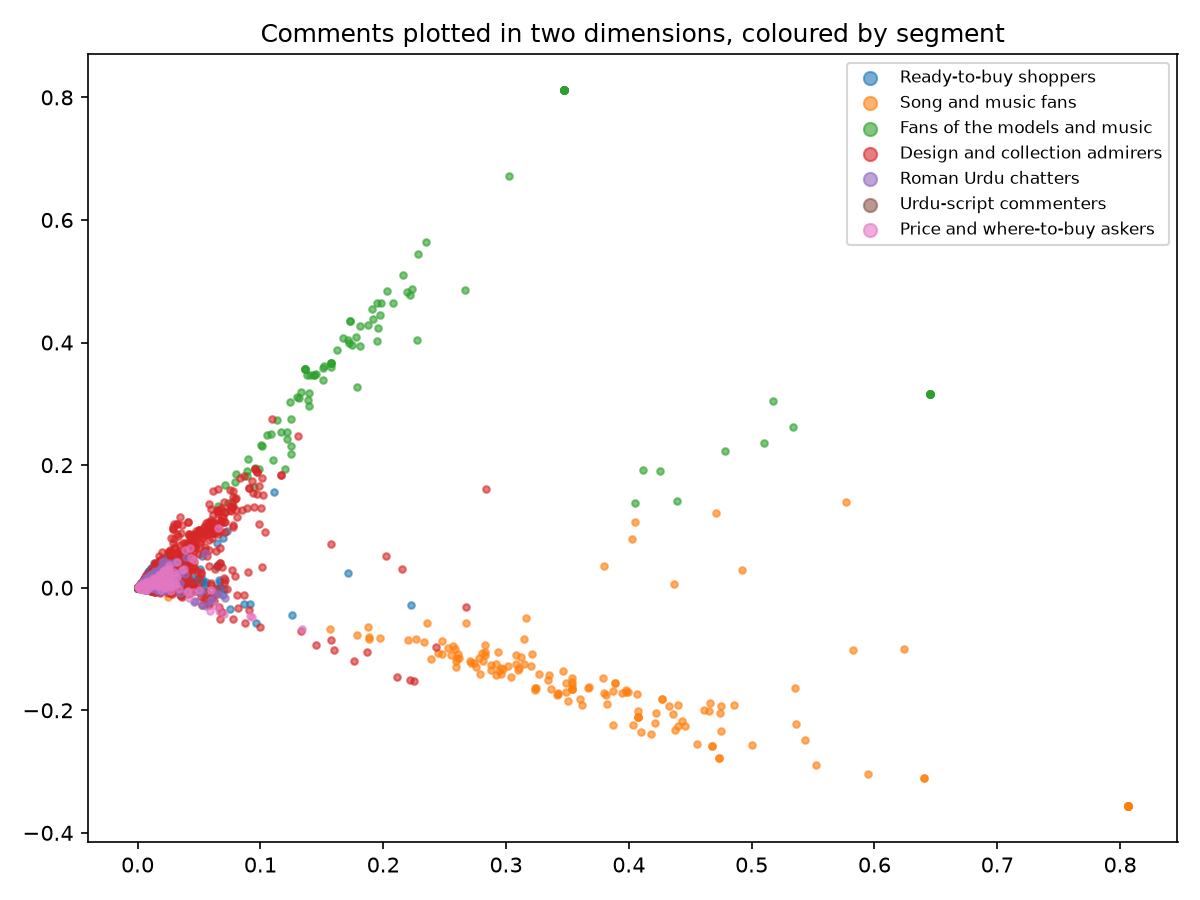 Comments plotted in two dimensions, coloured by segment
Ready-to-buy shoppers
Song and music fans
Fans of the models and music
Design and collection admirers
Roman Urdu chatters
Urdu-script commenters
Price and where-to-buy askers
0.8
0.6
0.4
0.2
0.0
−0.2
−0.4
0.0 0.1 0.2 0.3 0.4 0.5 0.6 0.7 0.8